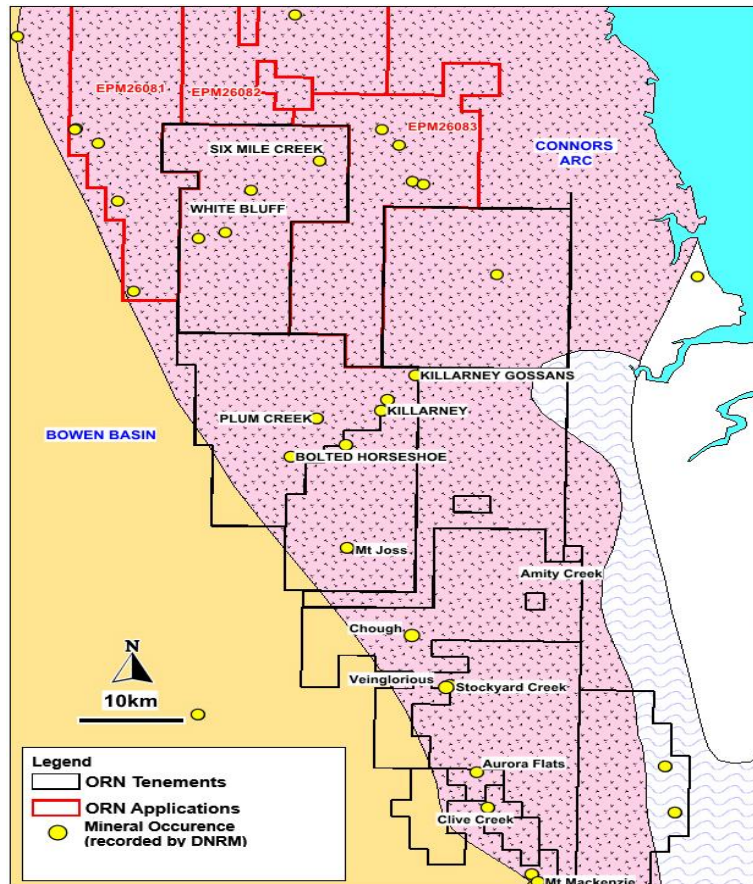 EPM26081
EPM26082
EPM26083
SIX MILE CREEK
CONNORS
ARC
WHITE BLUFF
KILLARNEY GOSSANS
PLUM CREEK
KILLARNEY
BOWEN BASIN
BOLTED HORSESHOE
Mt Joss
Amity Creek
Chough
N
Veinglorious
Stockyard Creek
10km
Legend
ORN Tenements
ORN Applications
Mineral Occurence
(recorded by DNRM)
Aurora Flats
Clive Creek
Mt Mackenzie